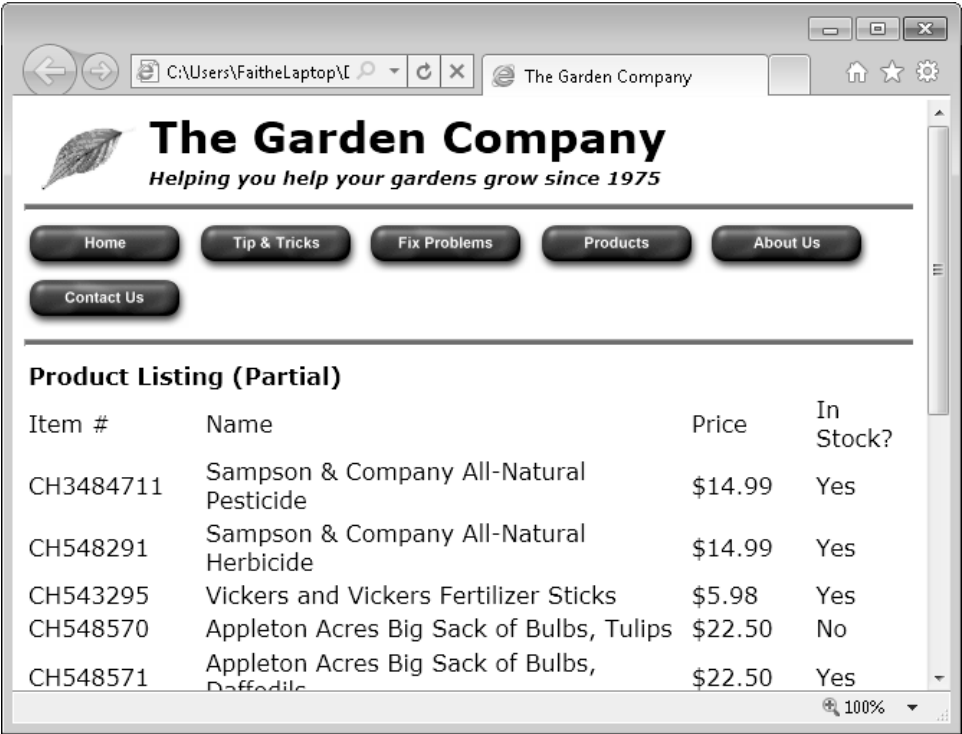 C:\Users\FaitheLaptop\[
The Garden Company
The Garden Company
Helping you help your gardens grow since 1975
Home
Tip & Tricks
Fix Problems
Products
About Us
Contact Us
Product Listing (Partial)
Item # Name Price In Stock?
CH3484711 Sampson & Company All-Natural Pesticide $14.99 Yes
CH548291 Sampson & Company All-Natural Herbicide $14.99 Yes
CH543295 Vickers and Vickers Fertilizer Sticks $5.98 Yes
CH548570 Appleton Acres Big Sack of Bulbs, Tulips $22.50 No
CH548571 Appleton Acres Big Sack of Bulbs, Daffodils $22.50 Yes
100%